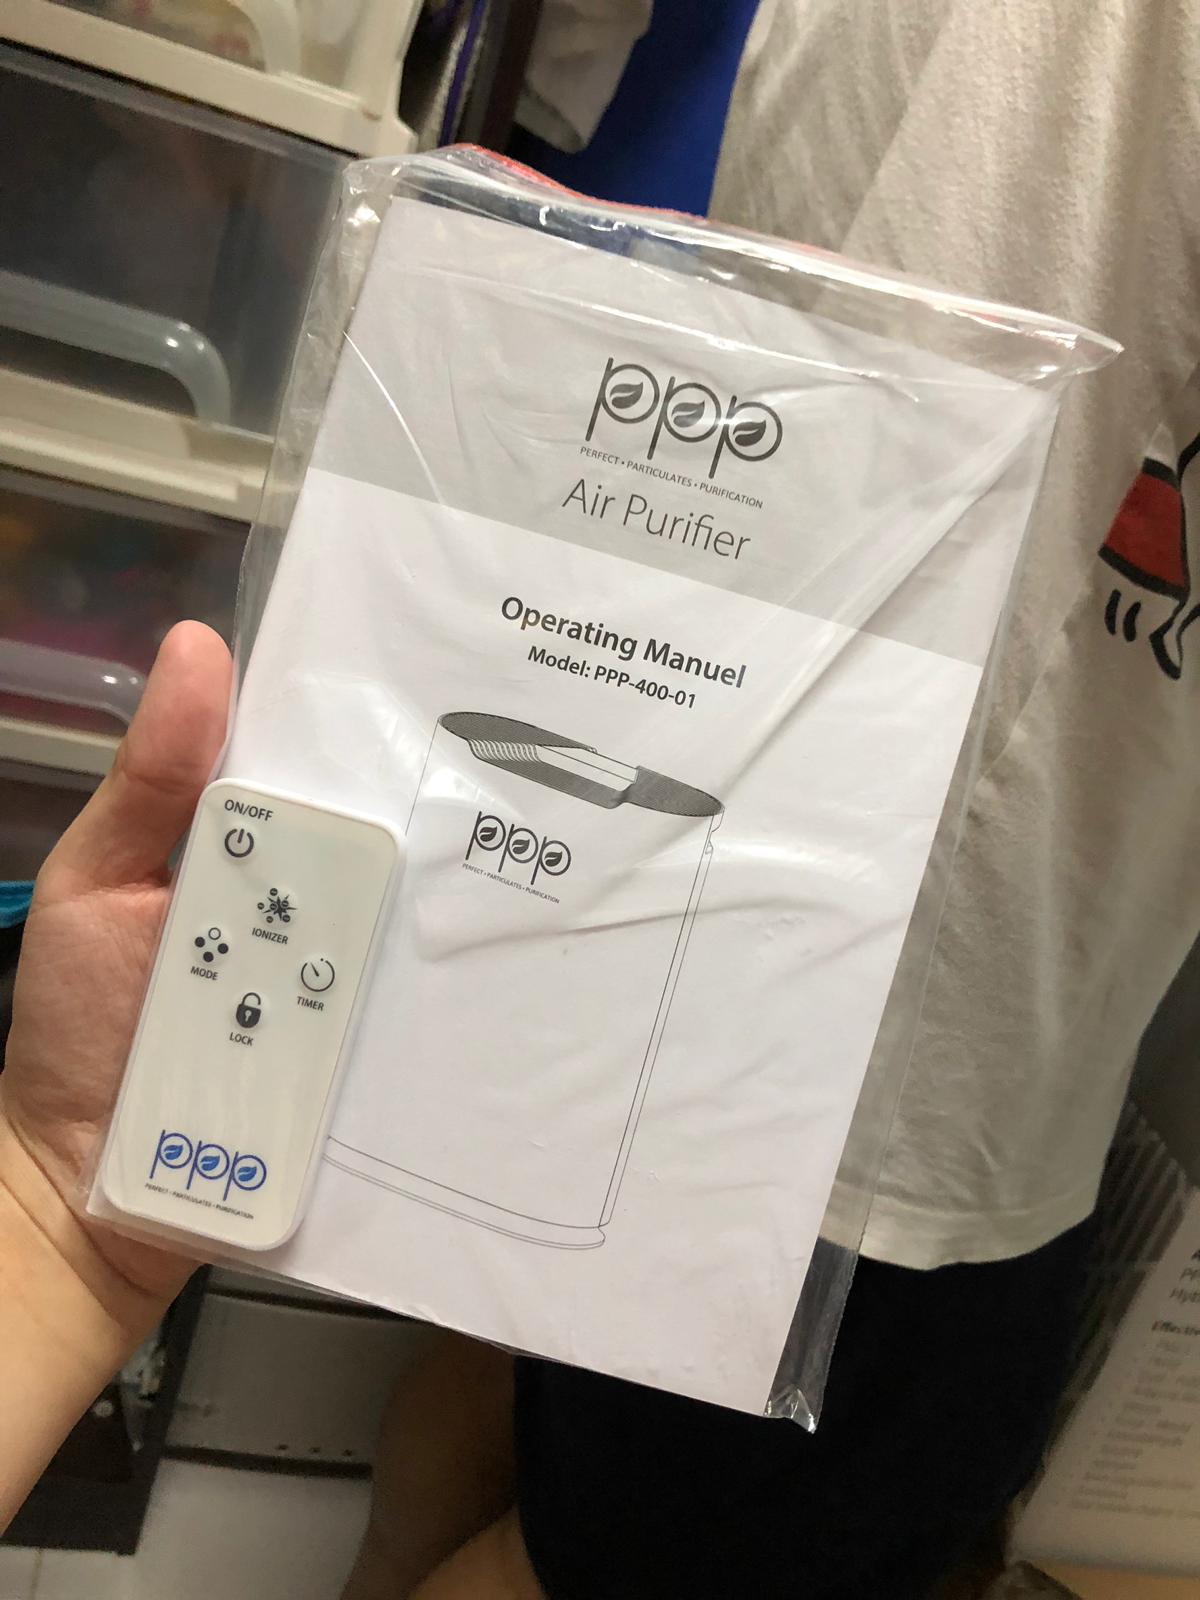 ppp
PERFECT • PARTICULATES • PURIFICATION
Air Purifier
Operating Manuel
Model: PPP-400-01
ppp
PERFECT • PARTICULATES • PURIFICATION
ON/OFF
IONIZER
MODE
TIMER
LOCK
ppp
PERFECT • PARTICULATES • PURIFICATION